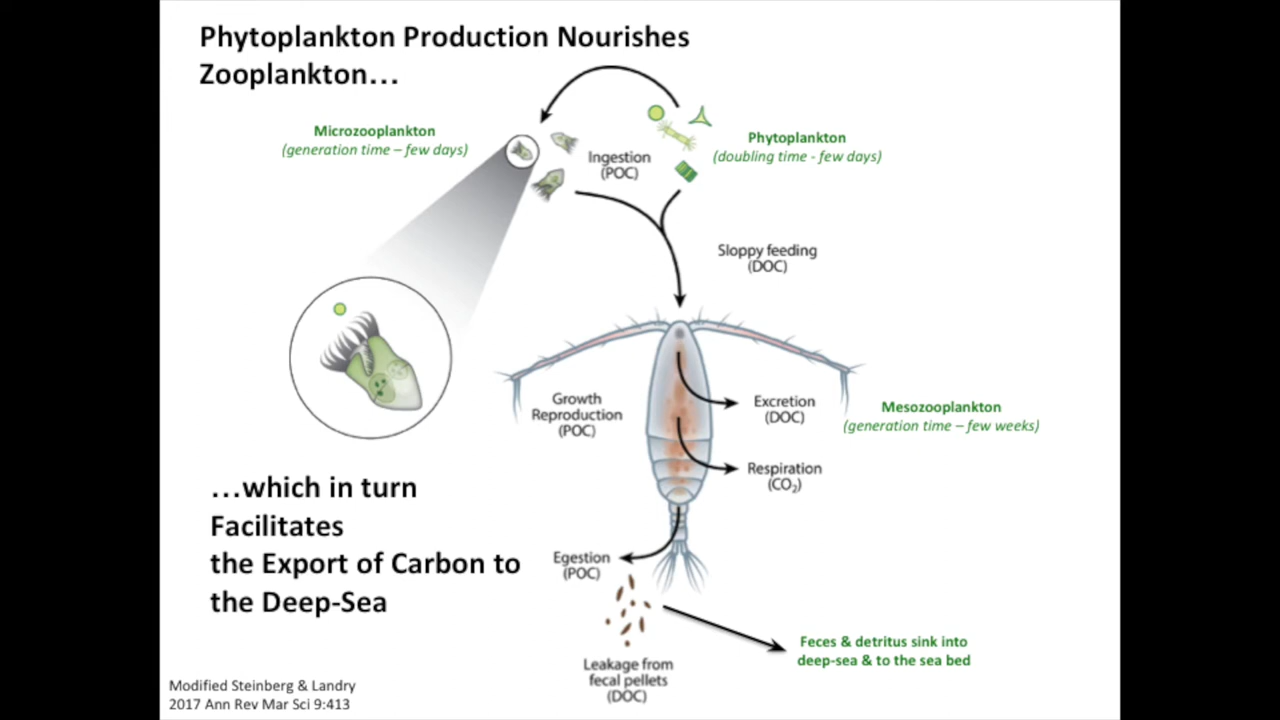 Phytoplankton Production Nourishes
Zooplankton…
Microzooplankton
(generation time – few days)
Phytoplankton
(doubling time - few days)
Ingestion
(POC)
Sloppy feeding
(DOC)
Growth
Reproduction
(POC)
Excretion
(DOC)
Mesozooplankton
(generation time – few weeks)
Respiration
(CO₂)
…which in turn
Facilitates
the Export of Carbon to
the Deep-Sea
Egestion
(POC)
Feces & detritus sink into
deep-sea & to the sea bed
Leakage from
fecal pellets
(DOC)
Modified Steinberg & Landry
2017 Ann Rev Mar Sci 9:413